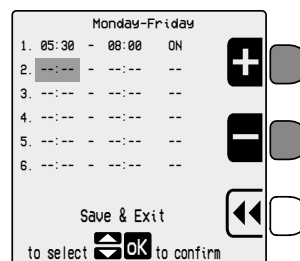 Monday-Friday
1. 05:30 - 08:00 ON
2. --:-- - --:-- --
3. --:-- - --:-- --
4. --:-- - --:-- --
5. --:-- - --:-- --
6. --:-- - --:-- --
Save & Exit
to select OK to confirm